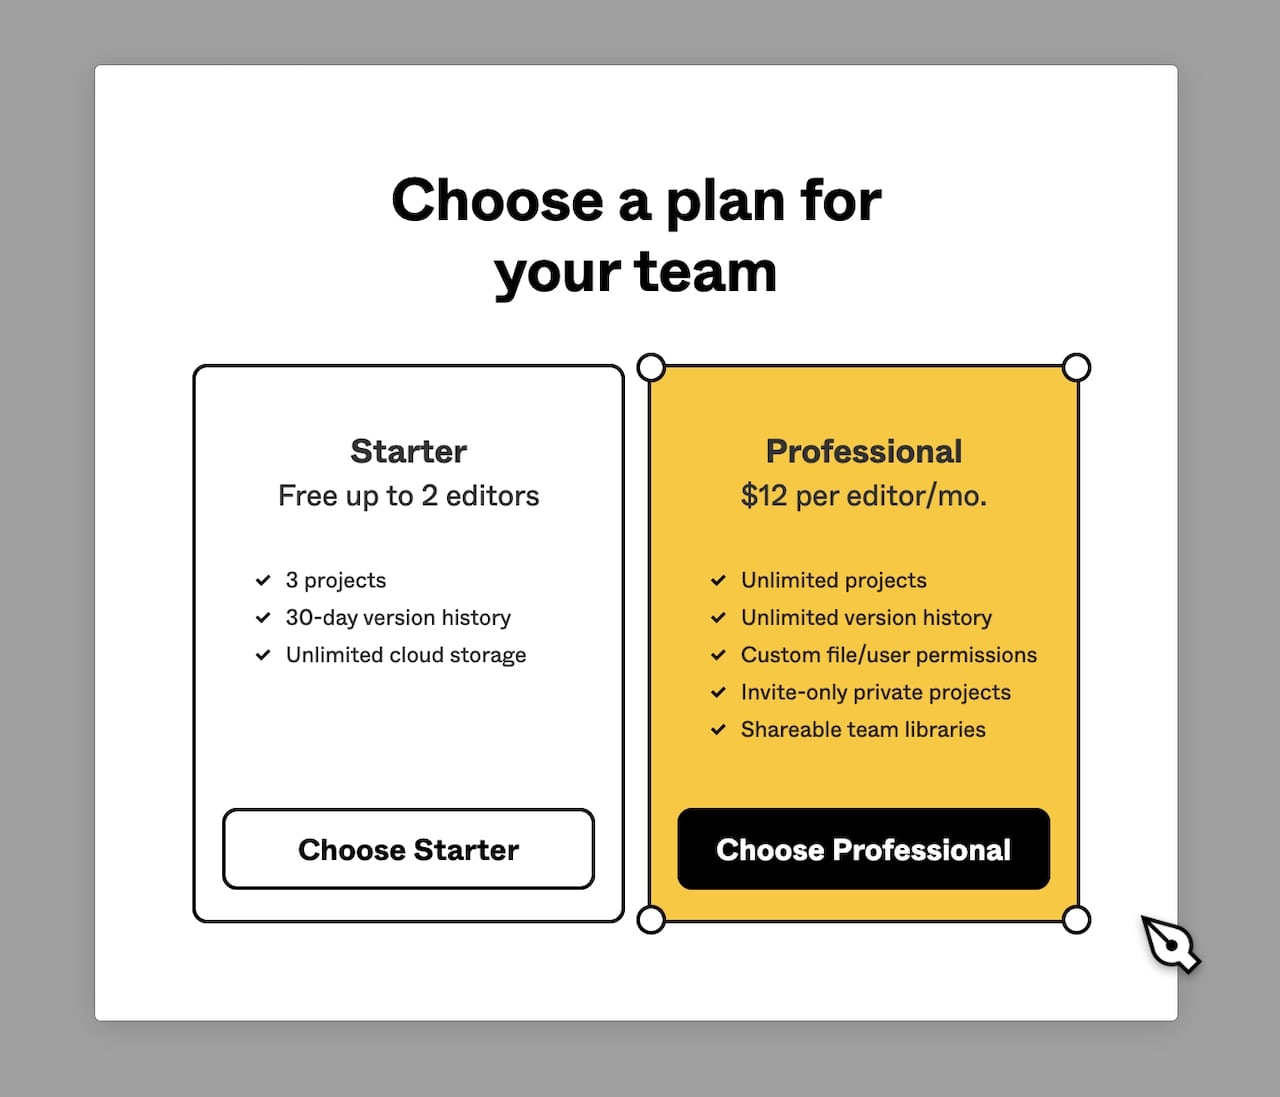 Choose a plan for
your team
Starter
Free up to 2 editors
3 projects
30-day version history
Unlimited cloud storage
Choose Starter
Professional
$12 per editor/mo.
Unlimited projects
Unlimited version history
Custom file/user permissions
Invite-only private projects
Shareable team libraries
Choose Professional